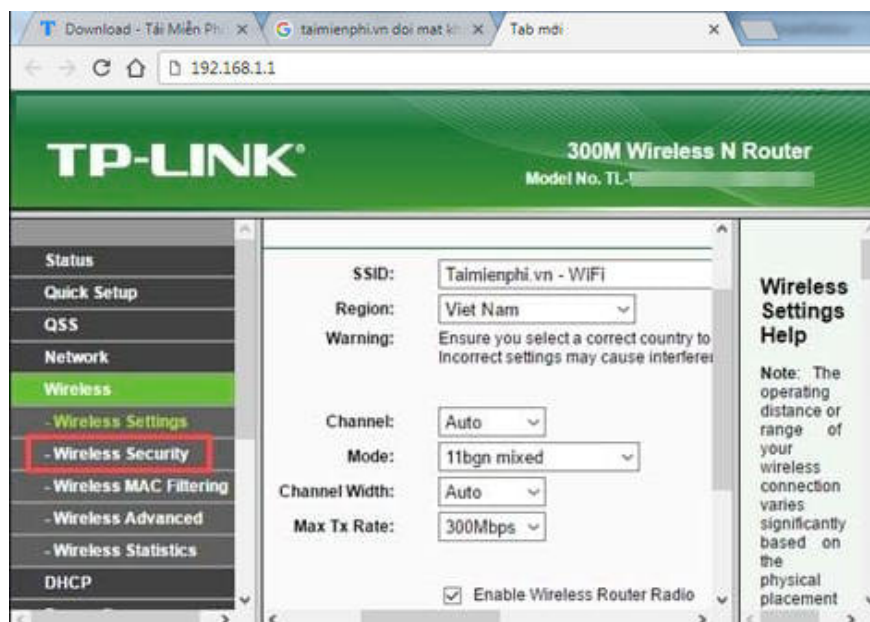 T Download - Tải Miễn Ph
taimienphi.vn doi mat k
Tab mới
192.168.1.1
TP-LINK®
300M Wireless N Router
Model No. TL-
Status
Quick Setup
QSS
Network
Wireless
- Wireless Settings
- Wireless Security
- Wireless MAC Filtering
- Wireless Advanced
- Wireless Statistics
DHCP
SSID: Taimienphi.vn - WiFi
Region: Viet Nam
Warning: Ensure you select a correct country to
Incorrect settings may cause interfere
Channel: Auto
Mode: 11bgn mixed
Channel Width: Auto
Max Tx Rate: 300Mbps
Enable Wireless Router Radio
Wireless
Settings
Help
Note: The
operating
distance or
range of
your
wireless
connection
varies
significantly
based on
the
physical
placement